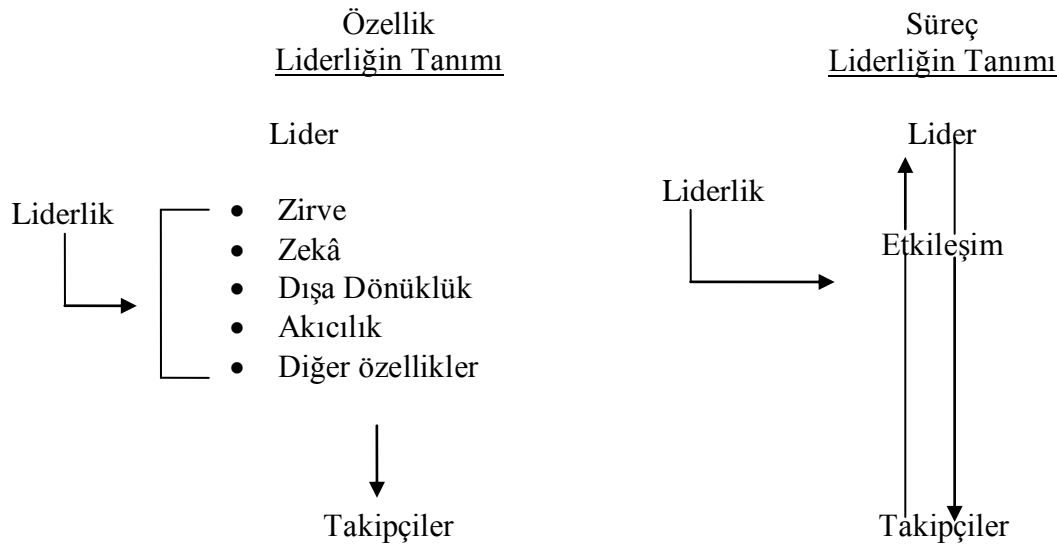 Özellik
Liderliğin Tanımı
Lider
Liderlik
• Zirve
• Zekâ
• Dışa Dönüklük
• Akıcılık
• Diğer özellikler
Takipçiler
Süreç
Liderliğin Tanımı
Lider
Liderlik
Etkileşim
Takipçiler